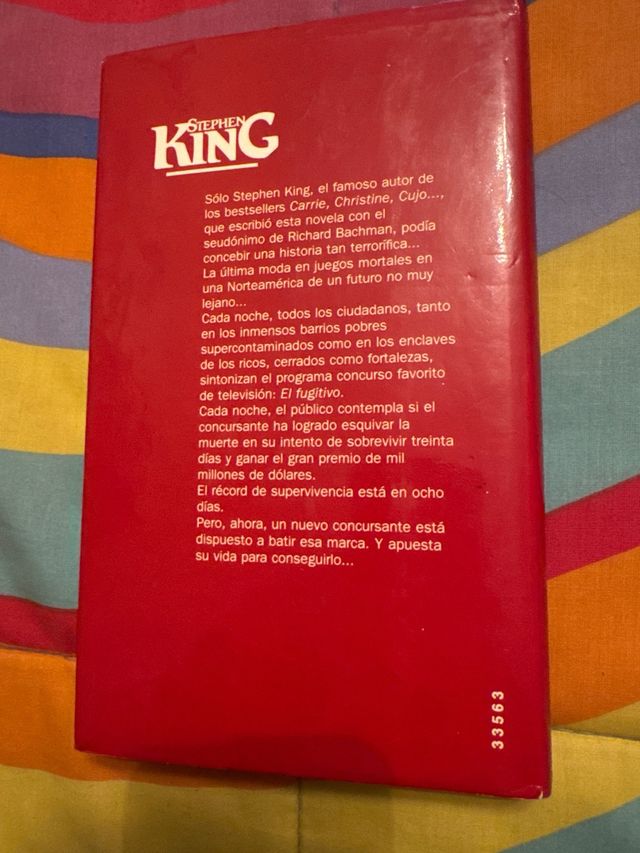 STEPHEN
KING
Sólo Stephen King, el famoso autor de
los bestsellers Carrie, Christine, Cujo...,
que escribió esta novela con el
seudónimo de Richard Bachman, podía
concebir una historia tan terrorífica...
La última moda en juegos mortales en
una Norteamérica de un futuro no muy
lejano...
Cada noche, todos los ciudadanos, tanto
en los inmensos barrios pobres
supercontaminados como en los enclaves
de los ricos, cerrados como fortalezas,
sintonizan el programa concurso favorito
de televisión: El fugitivo.
Cada noche, el público contempla si el
concursante ha logrado esquivar la
muerte en su intento de sobrevivir treinta
días y ganar el gran premio de mil
millones de dólares.
El récord de supervivencia está en ocho
días.
Pero, ahora, un nuevo concursante está
dispuesto a batir esa marca. Y apuesta
su vida para conseguirlo...
33563